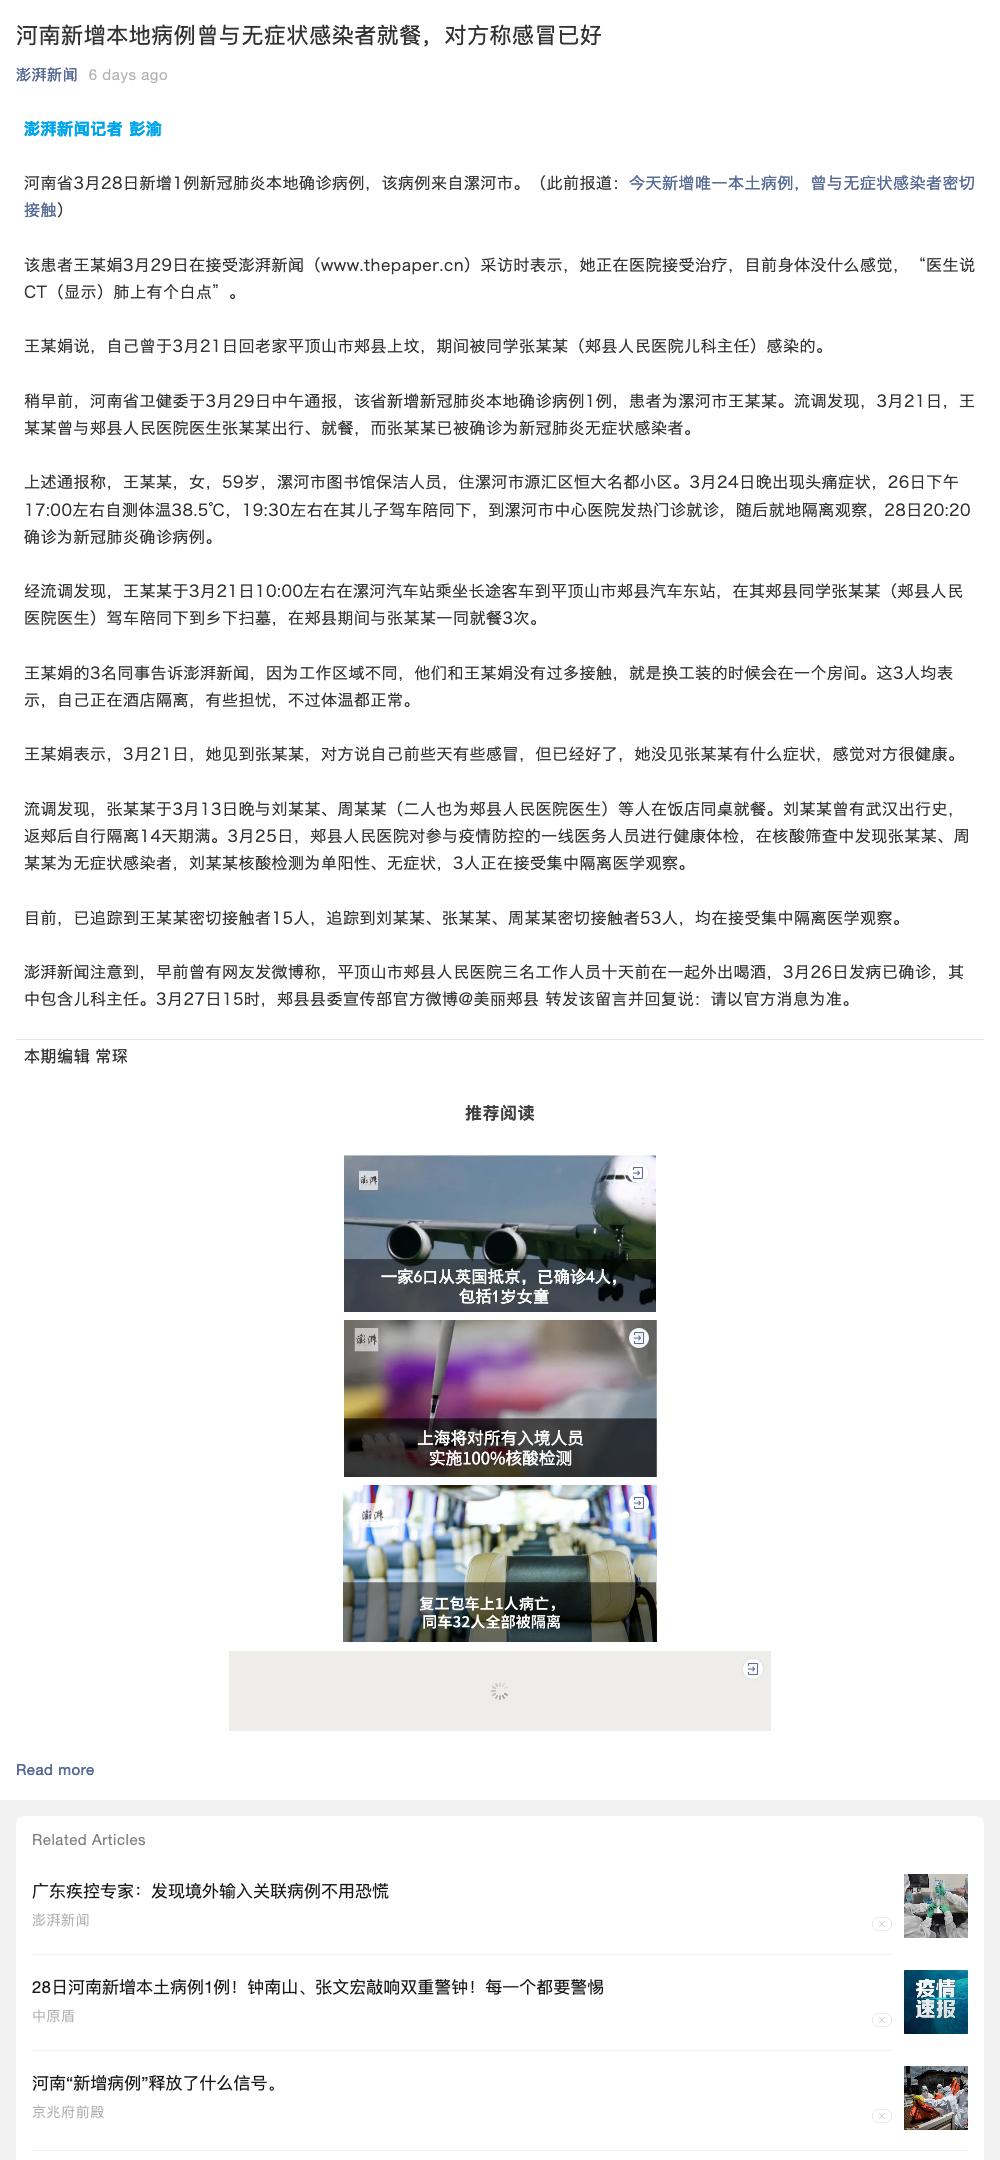 河南新增本地病例曾与无症状感染者就餐，对方称感冒已好
澎湃新闻 6 days ago
澎湃新闻记者 彭渝
河南省3月28日新增1例新冠肺炎本地确诊病例，该病例来自漯河市。（此前报道：今天新增唯一本土病例，曾与无症状感染者密切
接触）
该患者王某娟3月29日在接受澎湃新闻（www.thepaper.cn）采访时表示，她正在医院接受治疗，目前身体没什么感觉，“医生说
CT（显示）肺上有个白点”。
王某娟说，自己曾于3月21日回老家平顶山市郏县上坟，期间被同学张某某（郏县人民医院儿科主任）感染的。
稍早前，河南省卫健委于3月29日中午通报，该省新增新冠肺炎本地确诊病例1例，患者为漯河市王某某。流调发现，3月21日，王
某某曾与郏县人民医院医生张某某出行、就餐，而张某某已被确诊为新冠肺炎无症状感染者。
上述通报称，王某某，女，59岁，漯河市图书馆保洁人员，住漯河市源汇区恒大名都小区。3月24日晚出现头痛症状，26日下午
17:00左右自测体温38.5℃，19:30左右在其儿子驾车陪同下，到漯河市中心医院发热门诊就诊，随后就地隔离观察，28日20:20
确诊为新冠肺炎确诊病例。
经流调发现，王某某于3月21日10:00左右在漯河汽车站乘坐长途客车到平顶山市郏县汽车东站，在其郏县同学张某某（郏县人民
医院医生）驾车陪同下到乡下扫墓，在郏县期间与张某某一同就餐3次。
王某娟的3名同事告诉澎湃新闻，因为工作区域不同，他们和王某娟没有过多接触，就是换工装的时候会在一个房间。这3人均表
示，自己正在酒店隔离，有些担忧，不过体温都正常。
王某娟表示，3月21日，她见到张某某，对方说自己前些天有些感冒，但已经好了，她没见张某某有什么症状，感觉对方很健康。
流调发现，张某某于3月13日晚与刘某某、周某某（二人也为郏县人民医院医生）等人在饭店同桌就餐。刘某某曾有武汉出行史，
返郏后自行隔离14天期满。3月25日，郏县人民医院对参与疫情防控的一线医务人员进行健康体检，在核酸筛查中发现张某某、周
某某为无症状感染者，刘某某核酸检测为单阳性、无症状，3人正在接受集中隔离医学观察。
目前，已追踪到王某某密切接触者15人，追踪到刘某某、张某某、周某某密切接触者53人，均在接受集中隔离医学观察。
澎湃新闻注意到，早前曾有网友发微博称，平顶山市郏县人民医院三名工作人员十天前在一起外出喝酒，3月26日发病已确诊，其
中包含儿科主任。3月27日15时，郏县县委宣传部官方微博@美丽郏县 转发该留言并回复说：请以官方消息为准。
本期编辑 常琛
推荐阅读
澎湃
一家6口从英国抵京，已确诊4人，
包括1岁女童
澎湃
上海将对所有入境人员
实施100%核酸检测
澎湃
复工包车上1人病亡，
同车32人全部被隔离
Read more
Related Articles
广东疾控专家：发现境外输入关联病例不用恐慌
澎湃新闻
28日河南新增本土病例1例！钟南山、张文宏敲响双重警钟！每一个都要警惕
中原盾
疫情
速报
河南“新增病例”释放了什么信号。
京兆府前殿